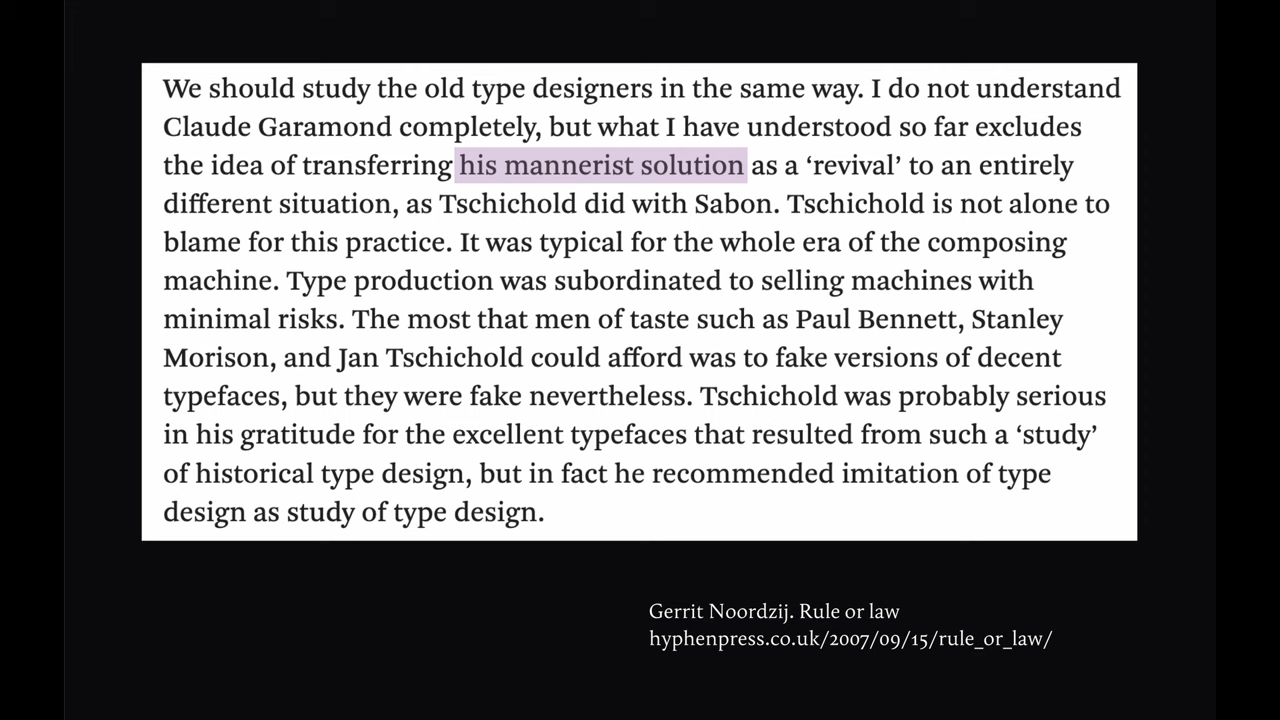 We should study the old type designers in the same way. I do not understand
Claude Garamond completely, but what I have understood so far excludes
the idea of transferring his mannerist solution as a ‘revival’ to an entirely
different situation, as Tschichold did with Sabon. Tschichold is not alone to
blame for this practice. It was typical for the whole era of the composing
machine. Type production was subordinated to selling machines with
minimal risks. The most that men of taste such as Paul Bennett, Stanley
Morison, and Jan Tschichold could afford was to fake versions of decent
typefaces, but they were fake nevertheless. Tschichold was probably serious
in his gratitude for the excellent typefaces that resulted from such a ‘study’
of historical type design, but in fact he recommended imitation of type
design as study of type design.
Gerrit Noordzij. Rule or law
hyphenpress.co.uk/2007/09/15/rule_or_law/